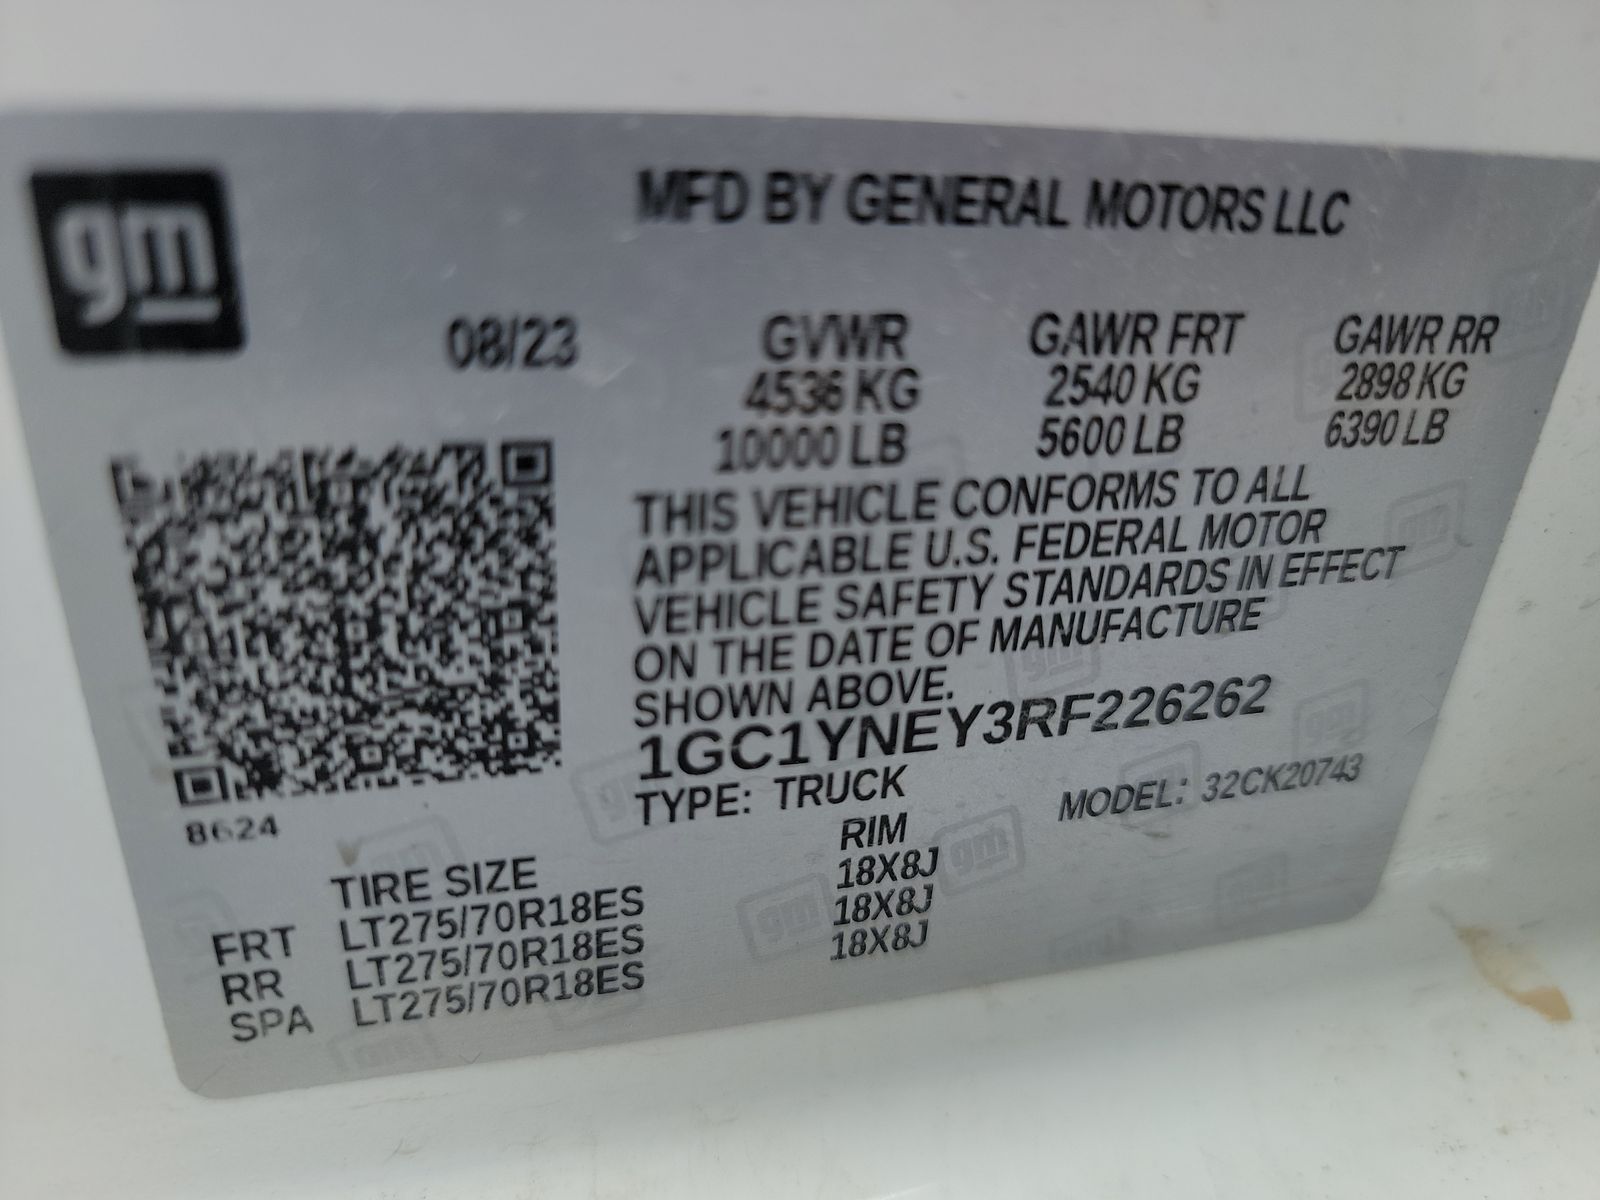 gm
MFD BY GENERAL MOTORS LLC
08/23 GVWR GAWR FRT GAWR RR
4536 KG 2540 KG 2898 KG
10000 LB 5600 LB 6390 LB
THIS VEHICLE CONFORMS TO ALL
APPLICABLE U.S. FEDERAL MOTOR
VEHICLE SAFETY STANDARDS IN EFFECT
ON THE DATE OF MANUFACTURE
SHOWN ABOVE.
1GC1YNEY3RF226262
TYPE: TRUCK MODEL: 32CK20743
8624
TIRE SIZE RIM
FRT LT275/70R18ES 18X8J
RR LT275/70R18ES 18X8J
SPA LT275/70R18ES 18X8J